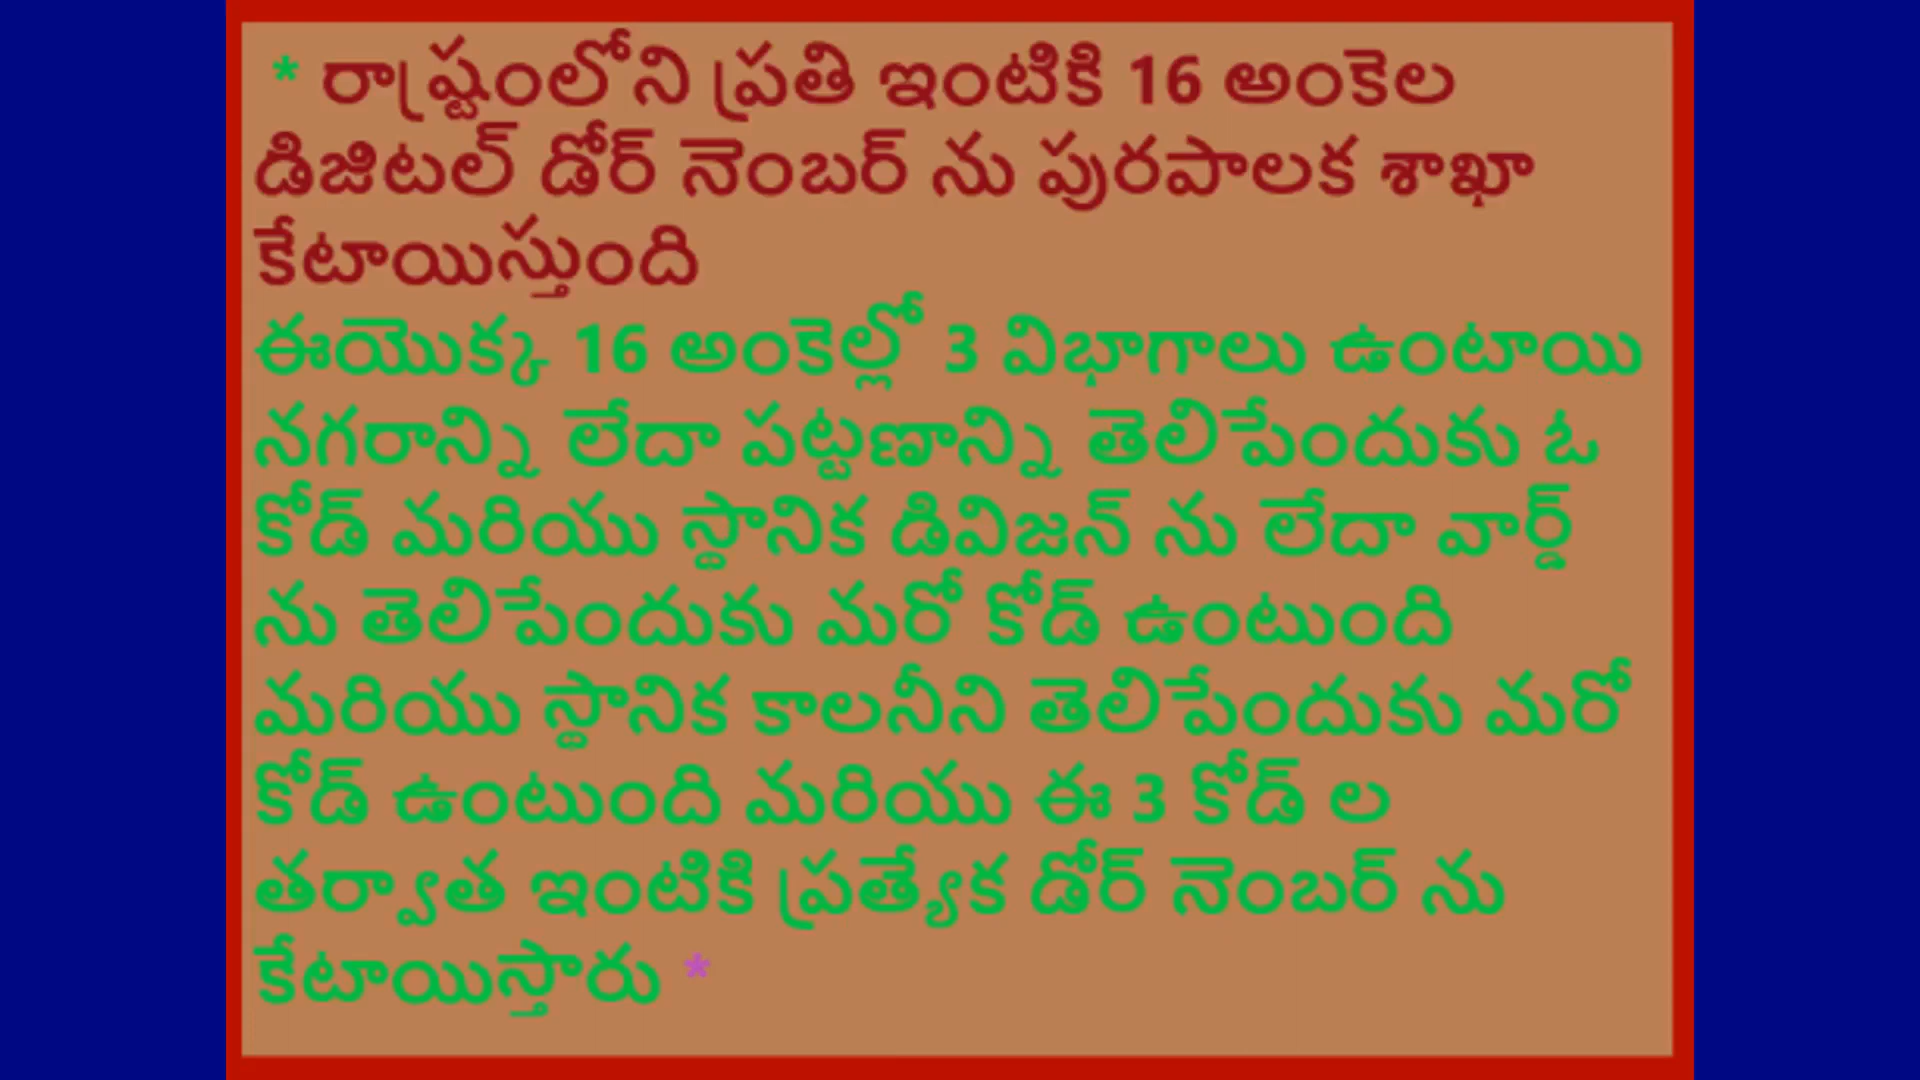 * రాష్ట్రంలోని ప్రతి ఇంటికి 16 అంకెల
డిజిటల్ డోర్ నెంబర్ ను పురపాలక శాఖా
కేటాయిస్తుంది
ఈయొక్క 16 అంకెల్లో 3 విభాగాలు ఉంటాయి
నగరాన్ని లేదా పట్టణాన్ని తెలిపేందుకు ఓ
కోడ్ మరియు స్థానిక డివిజన్ ను లేదా వార్డ్
ను తెలిపేందుకు మరో కోడ్ ఉంటుంది
మరియు స్థానిక కాలనీని తెలిపేందుకు మరో
కోడ్ ఉంటుంది మరియు ఈ 3 కోడ్ ల
తర్వాత ఇంటికి ప్రత్యేక డోర్ నెంబర్ ను
కేటాయిస్తారు *